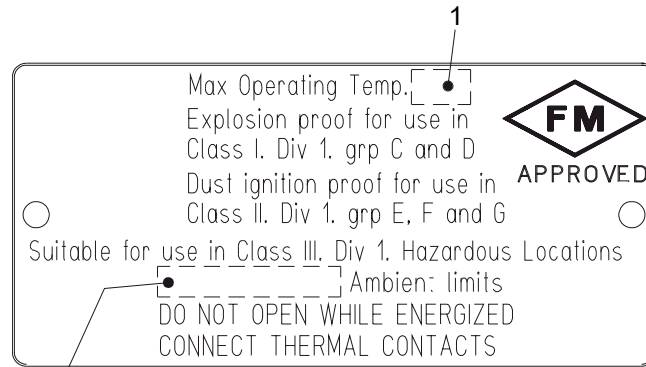 1
Max Operating Temp.
Explosion proof for use in
Class I. Div 1. grp C and D
FM
APPROVED
Dust ignition proof for use in
Class II. Div 1. grp E, F and G
Suitable for use in Class III. Div 1. Hazardous Locations
Ambient limits
DO NOT OPEN WHILE ENERGIZED
CONNECT THERMAL CONTACTS